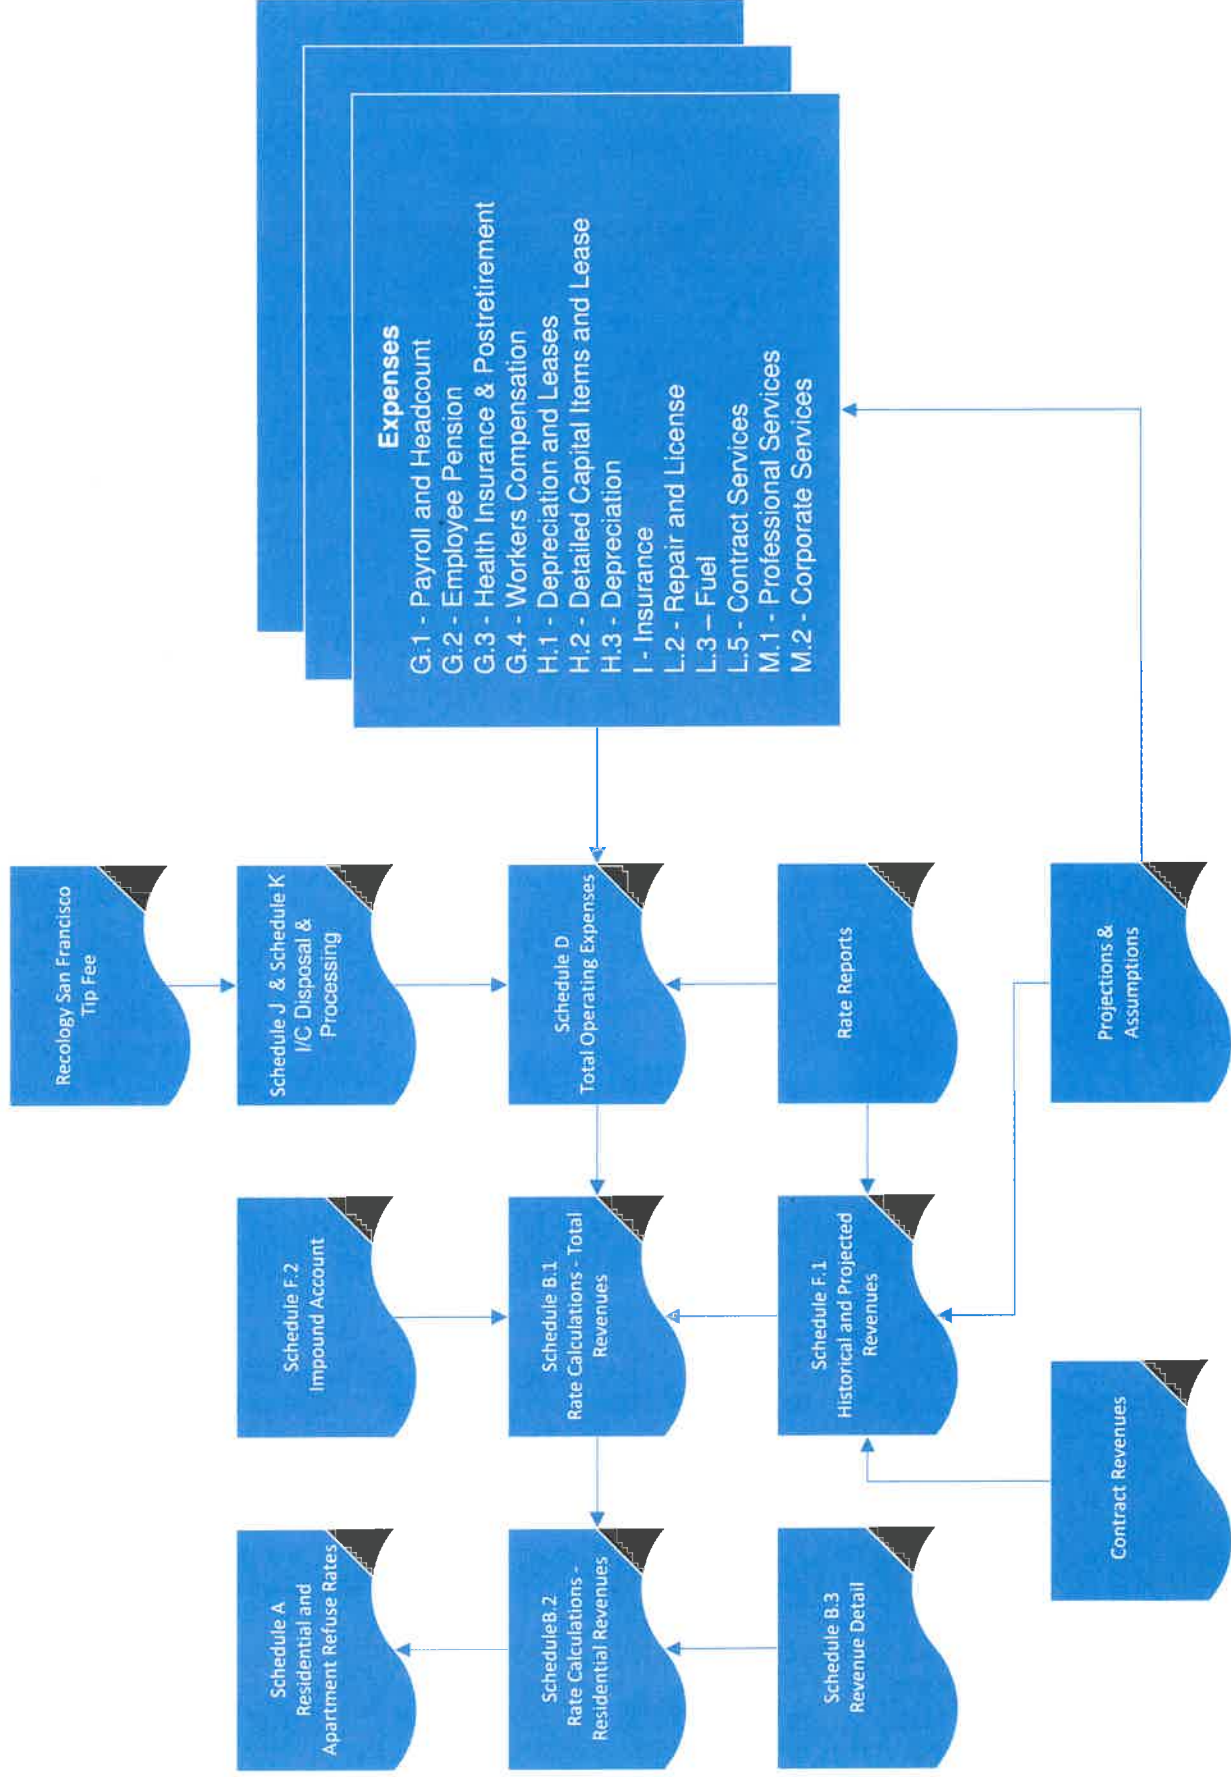 Recology San Francisco
Tip Fee
Schedule A
Residential and
Apartment Refuse Rates
Schedule F.2
Impound Account
Schedule J & Schedule K
I/C Disposal &
Processing
ScheduleB.2
Rate Calculations -
Residential Revenues
Schedule B.1
Rate Calculations - Total
Revenues
Schedule D
Total Operating Expenses
Expenses
G.1 - Payroll and Headcount
G.2 - Employee Pension
G.3 - Health Insurance & Postretirement
G.4 - Workers Compensation
H.1 - Depreciation and Leases
H.2 - Detailed Capital Items and Lease
H.3 - Depreciation
I - Insurance
L.2 - Repair and License
L.3 – Fuel
L.5 - Contract Services
M.1 - Professional Services
M.2 - Corporate Services
Schedule B.3
Revenue Detail
Schedule F.1
Historical and Projected
Revenues
Rate Reports
Contract Revenues
Projections &
Assumptions